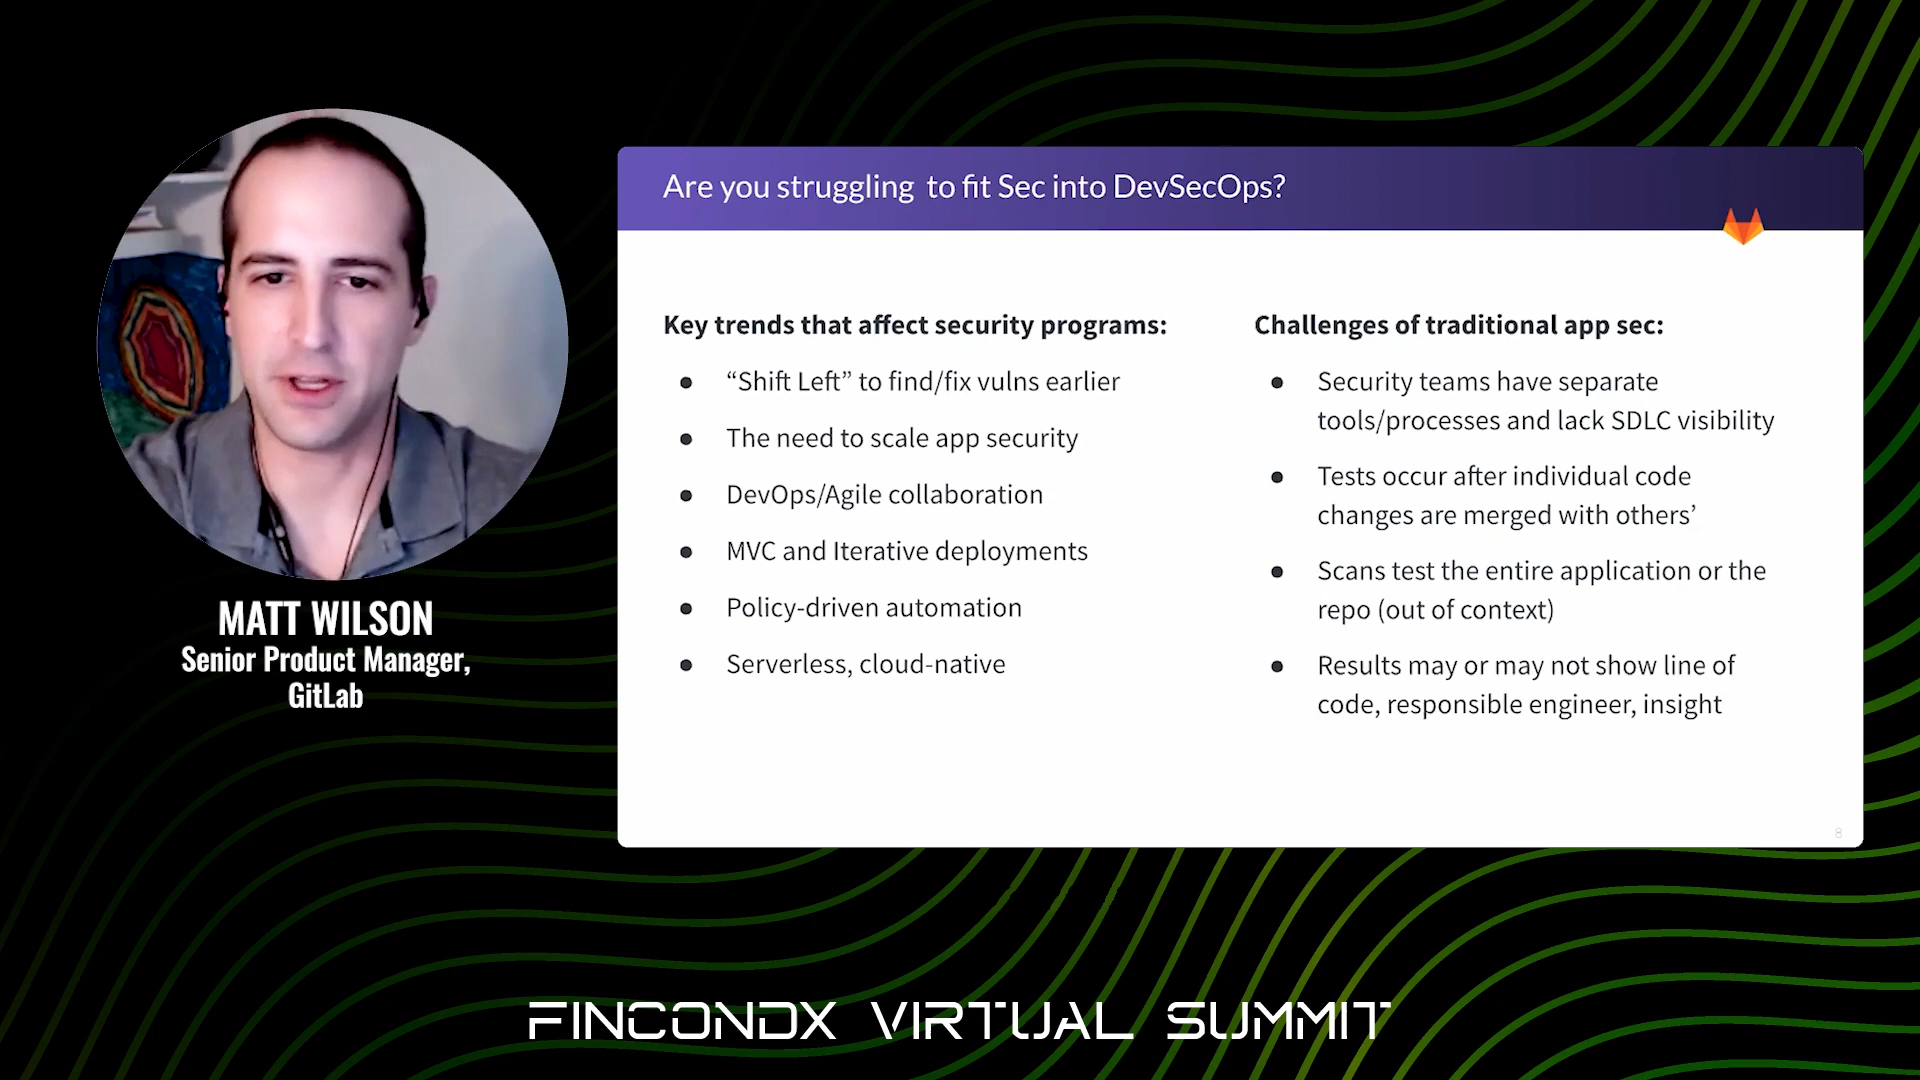 Are you struggling to fit Sec into DevSecOps?
Key trends that affect security programs:
● “Shift Left” to find/fix vulns earlier
● The need to scale app security
● DevOps/Agile collaboration
● MVC and Iterative deployments
● Policy-driven automation
● Serverless, cloud-native
Challenges of traditional app sec:
● Security teams have separate
tools/processes and lack SDLC visibility
● Tests occur after individual code
changes are merged with others’
● Scans test the entire application or the
repo (out of context)
● Results may or may not show line of
code, responsible engineer, insight
8
MATT WILSON
Senior Product Manager,
GitLab
FINCONDX VIRTUAL SUMMIT